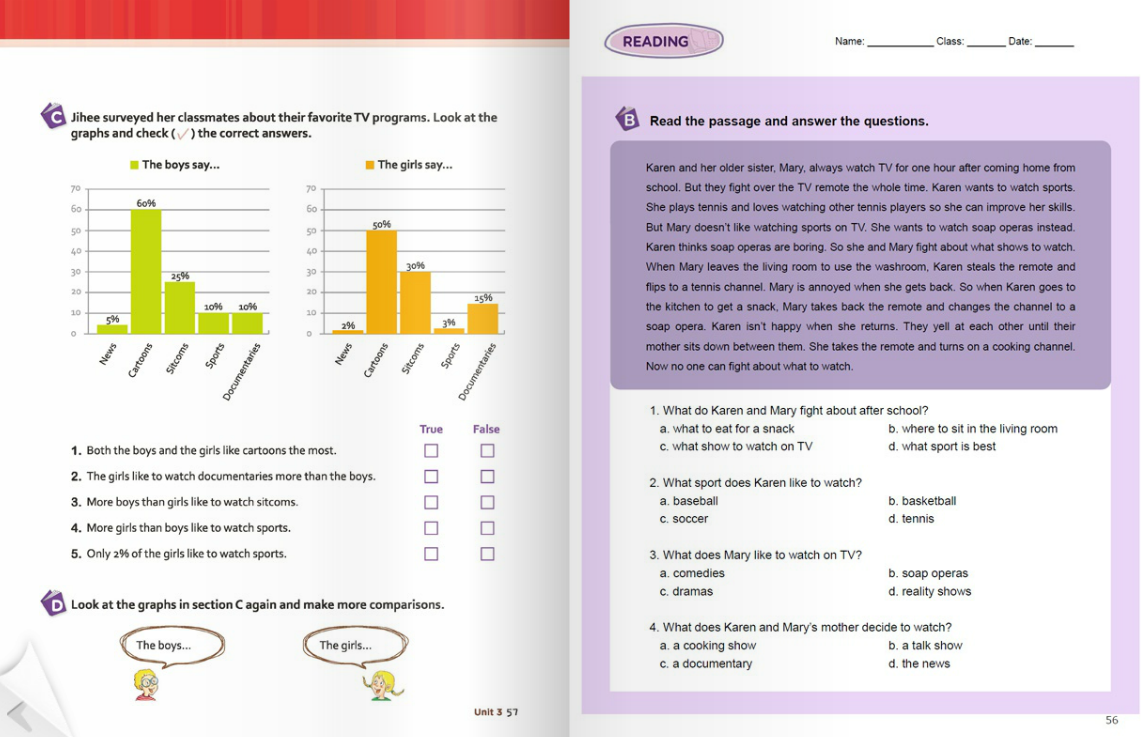 C Jihee surveyed her classmates about their favorite TV programs. Look at the
graphs and check (✓) the correct answers.
The boys say...
70
60
50
40
30
20
10
0
5%
60%
25%
10%
10%
News
Cartoons
Sitcoms
Sports
Documentaries
The girls say...
70
60
50
40
30
20
10
0
2%
50%
30%
3%
15%
News
Cartoons
Sitcoms
Sports
Documentaries
True False
1. Both the boys and the girls like cartoons the most.
2. The girls like to watch documentaries more than the boys.
3. More boys than girls like to watch sitcoms.
4. More girls than boys like to watch sports.
5. Only 2% of the girls like to watch sports.
D Look at the graphs in section C again and make more comparisons.
The boys...
The girls...
Unit 3 57
READING
Name: ___________ Class: ______ Date: ______
B Read the passage and answer the questions.
Karen and her older sister, Mary, always watch TV for one hour after coming home from
school. But they fight over the TV remote the whole time. Karen wants to watch sports.
She plays tennis and loves watching other tennis players so she can improve her skills.
But Mary doesn't like watching sports on TV. She wants to watch soap operas instead.
Karen thinks soap operas are boring. So she and Mary fight about what shows to watch.
When Mary leaves the living room to use the washroom, Karen steals the remote and
flips to a tennis channel. Mary is annoyed when she gets back. So when Karen goes to
the kitchen to get a snack, Mary takes back the remote and changes the channel to a
soap opera. Karen isn't happy when she returns. They yell at each other until their
mother sits down between them. She takes the remote and turns on a cooking channel.
Now no one can fight about what to watch.
1. What do Karen and Mary fight about after school?
a. what to eat for a snack b. where to sit in the living room
c. what show to watch on TV d. what sport is best
2. What sport does Karen like to watch?
a. baseball b. basketball
c. soccer d. tennis
3. What does Mary like to watch on TV?
a. comedies b. soap operas
c. dramas d. reality shows
4. What does Karen and Mary's mother decide to watch?
a. a cooking show b. a talk show
c. a documentary d. the news
56